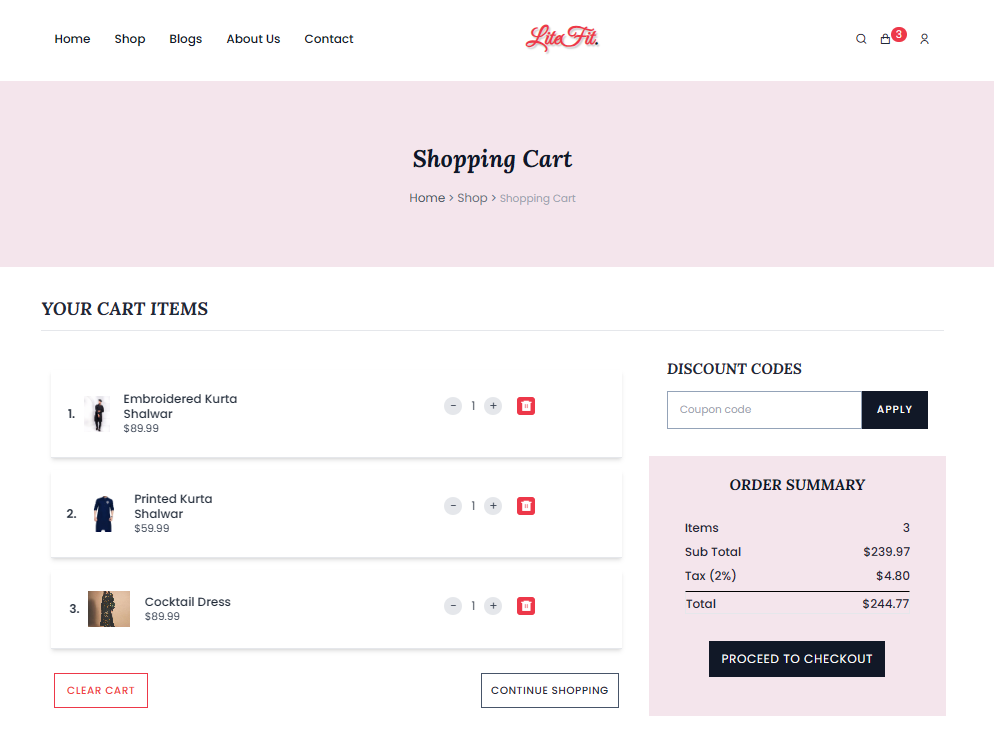 Home Shop Blogs About Us Contact
LiteFit.
3
Shopping Cart
Home > Shop > Shopping Cart
YOUR CART ITEMS
1.
Embroidered Kurta
Shalwar
$89.99
- 1 +
2.
Printed Kurta
Shalwar
$59.99
- 1 +
3.
Cocktail Dress
$89.99
- 1 +
CLEAR CART
CONTINUE SHOPPING
DISCOUNT CODES
Coupon code
APPLY
ORDER SUMMARY
Items 3
Sub Total $239.97
Tax (2%) $4.80
Total $244.77
PROCEED TO CHECKOUT